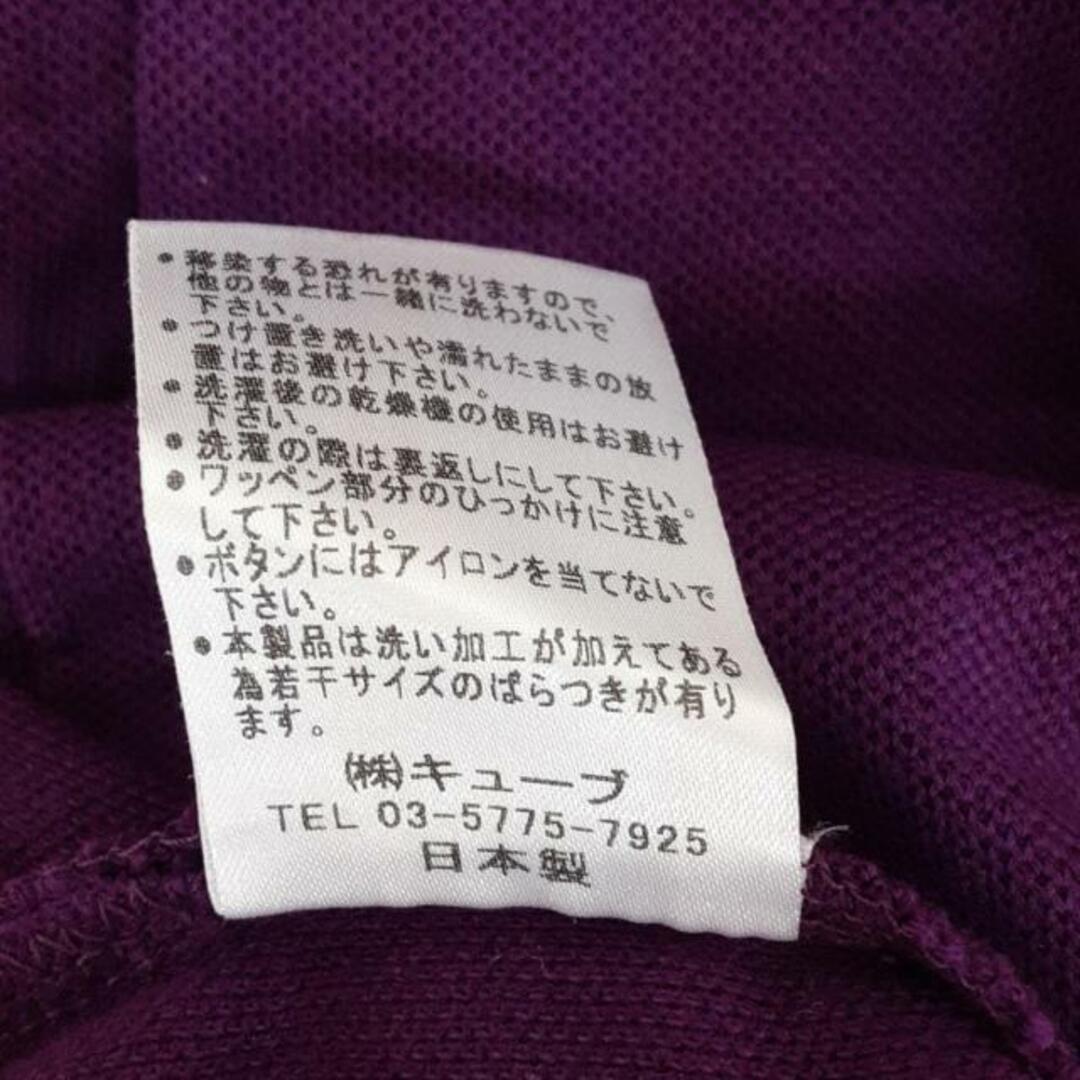 ・移染する恐れが有りますので、
他の物とは一緒に洗わないで
下さい。
・つけ置き洗いや濡れたままの放
置はお避け下さい。
・洗濯後の乾燥機の使用はお避け
下さい。
・洗濯の際は裏返しにして下さい。
・ワッペン部分のひっかけに注意
して下さい。
・ボタンにはアイロンを当てないで
下さい。
・本製品は洗い加工が加えてある
為若干サイズのばらつきが有り
ます。
㈱キューブ
TEL 03-5775-7925
日本製